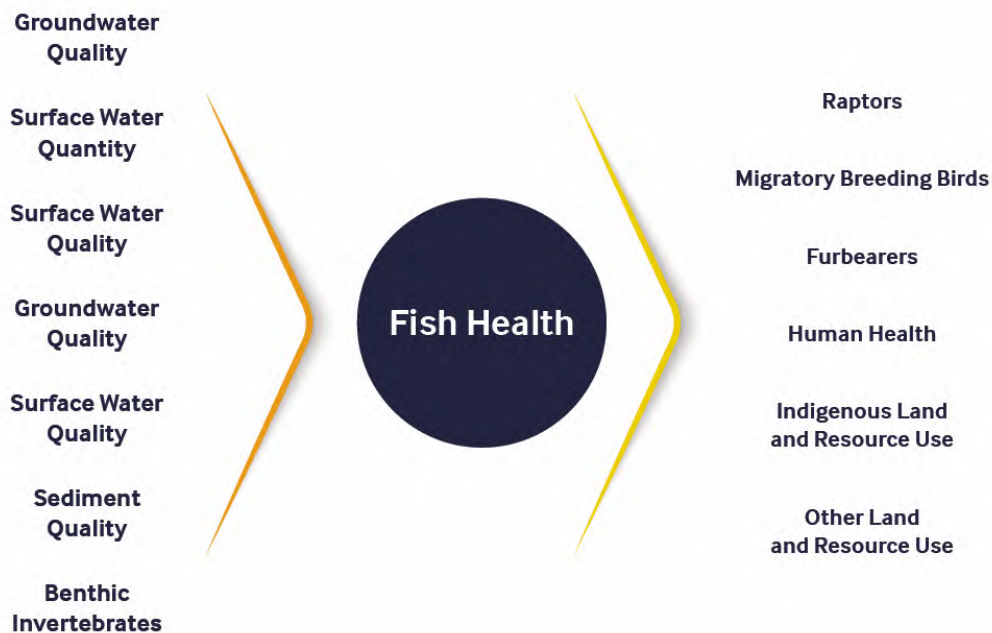 Groundwater
Quality
Surface Water
Quantity
Surface Water
Quality
Groundwater
Quality
Surface Water
Quality
Sediment
Quality
Benthic
Invertebrates
Fish Health
Raptors
Migratory Breeding Birds
Furbearers
Human Health
Indigenous Land
and Resource Use
Other Land
and Resource Use